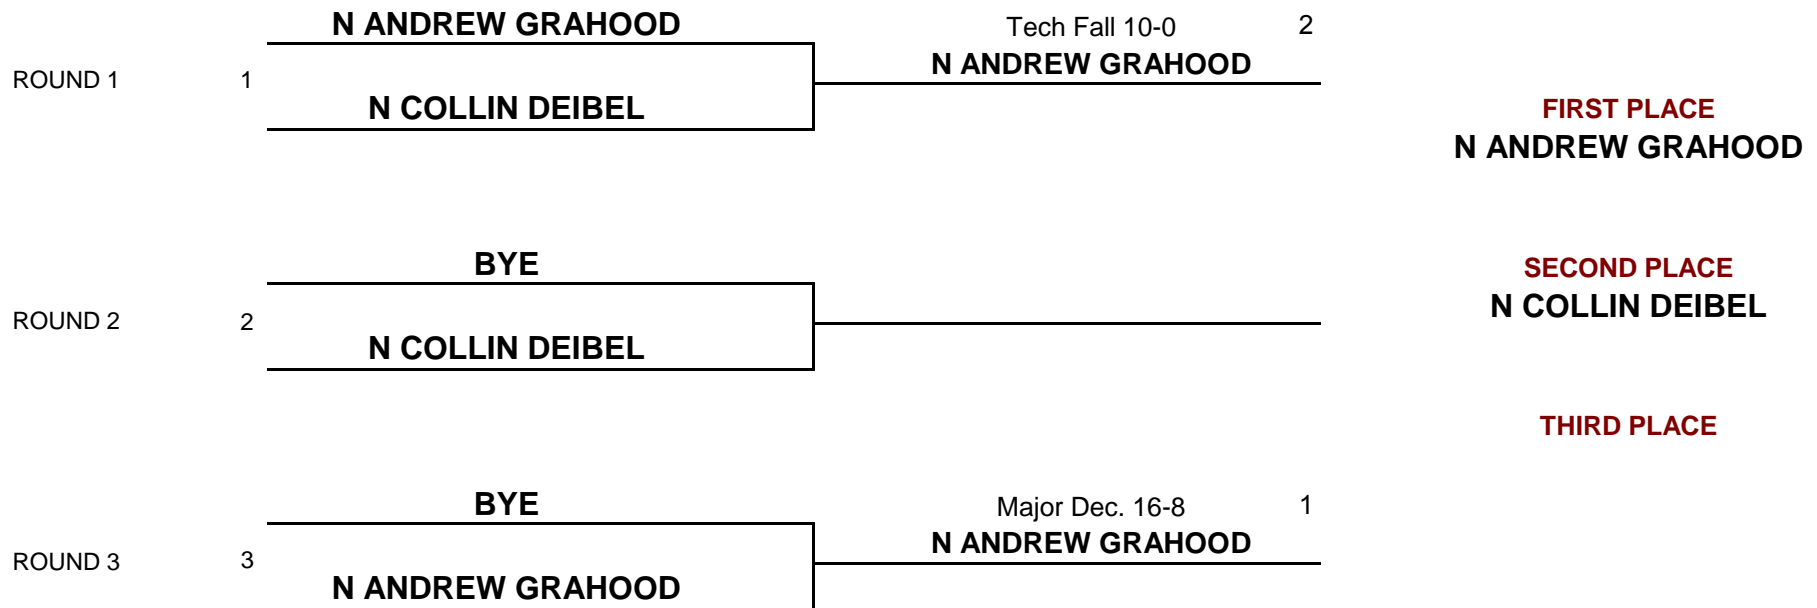 N ANDREW GRAHOOD
Tech Fall 10-0 2
N ANDREW GRAHOOD
ROUND 1 1
N COLLIN DEIBEL
FIRST PLACE
N ANDREW GRAHOOD
BYE
SECOND PLACE
N COLLIN DEIBEL
ROUND 2 2
N COLLIN DEIBEL
THIRD PLACE
BYE
Major Dec. 16-8 1
N ANDREW GRAHOOD
ROUND 3 3
N ANDREW GRAHOOD